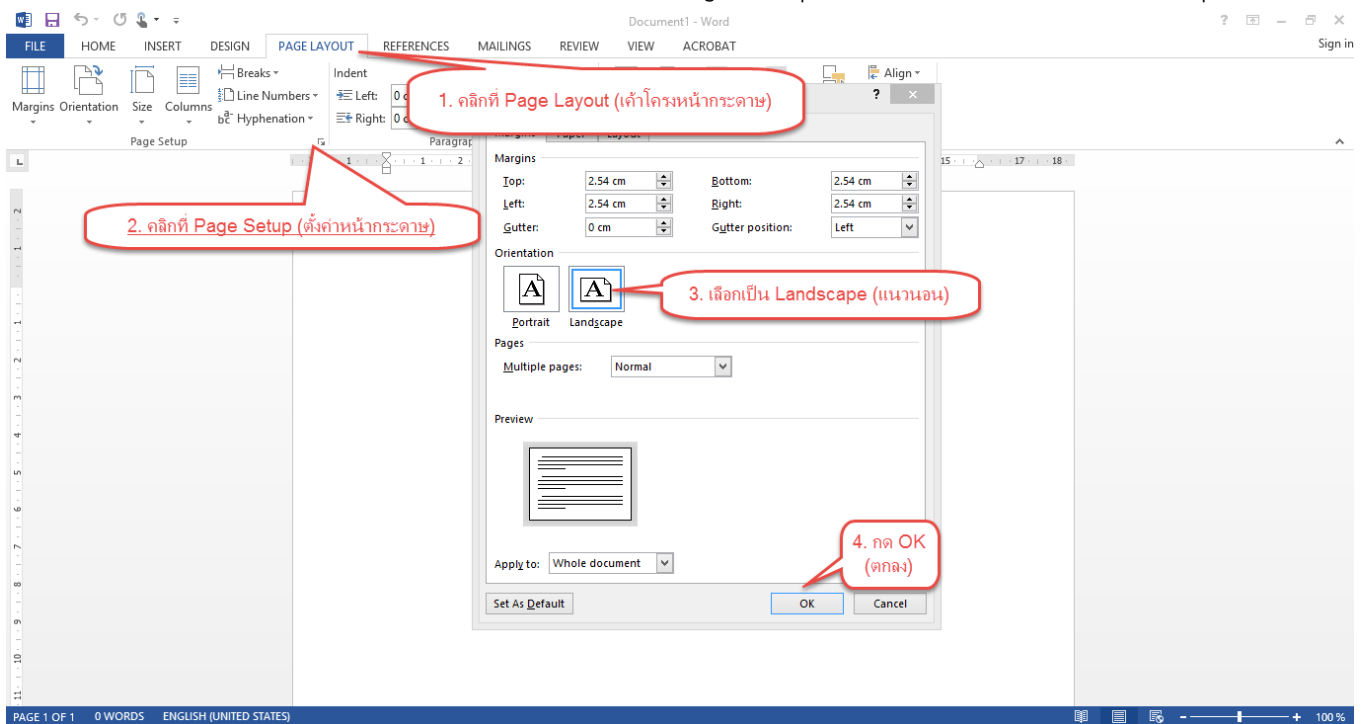 Document1 - Word
FILE HOME INSERT DESIGN PAGE LAYOUT REFERENCES MAILINGS REVIEW VIEW ACROBAT Sign in
Breaks Indent Align
Margins Orientation Size Columns Line Numbers Left: 0 c
Hyphenation Right: 0 c
Page Setup Paragrap
1. คลิกที่ Page Layout (เค้าโครงหน้ากระดาษ)
2. คลิกที่ Page Setup (ตั้งค่าหน้ากระดาษ)
Margins
Top: 2.54 cm Bottom: 2.54 cm
Left: 2.54 cm Right: 2.54 cm
Gutter: 0 cm Gutter position: Left
Orientation
Portrait Landscape
3. เลือกเป็น Landscape (แนวนอน)
Pages
Multiple pages: Normal
Preview
4. กด OK
(ตกลง)
Apply to: Whole document
Set As Default OK Cancel
PAGE 1 OF 1 0 WORDS ENGLISH (UNITED STATES) 100 %